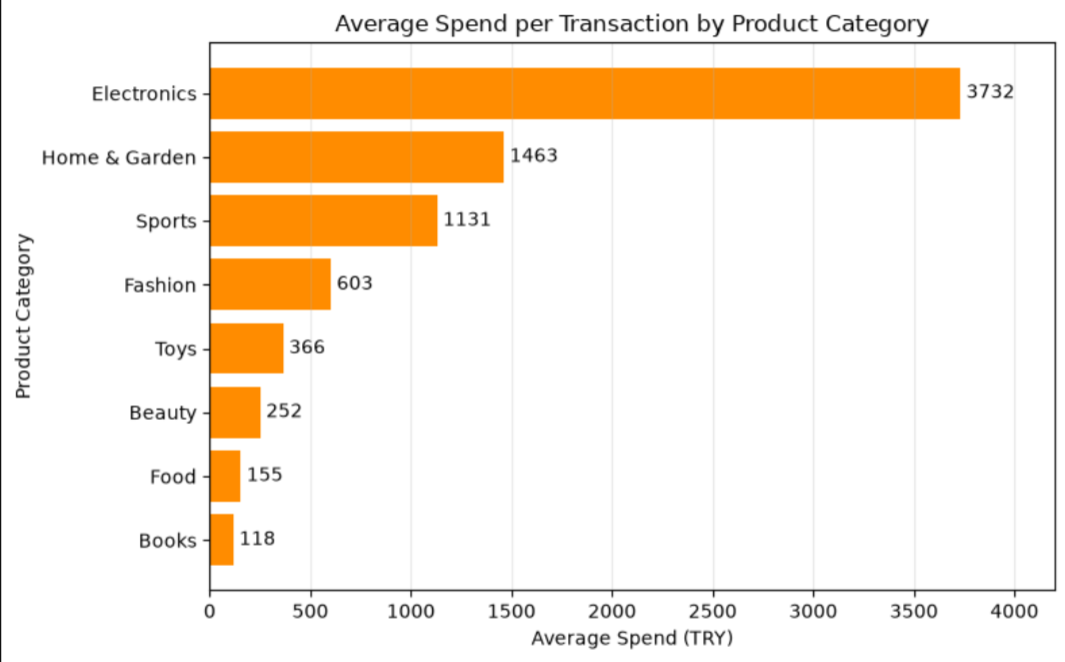 Average Spend per Transaction by Product Category
Product Category
Electronics 3732
Home & Garden 1463
Sports 1131
Fashion 603
Toys 366
Beauty 252
Food 155
Books 118
0 500 1000 1500 2000 2500 3000 3500 4000
Average Spend (TRY)